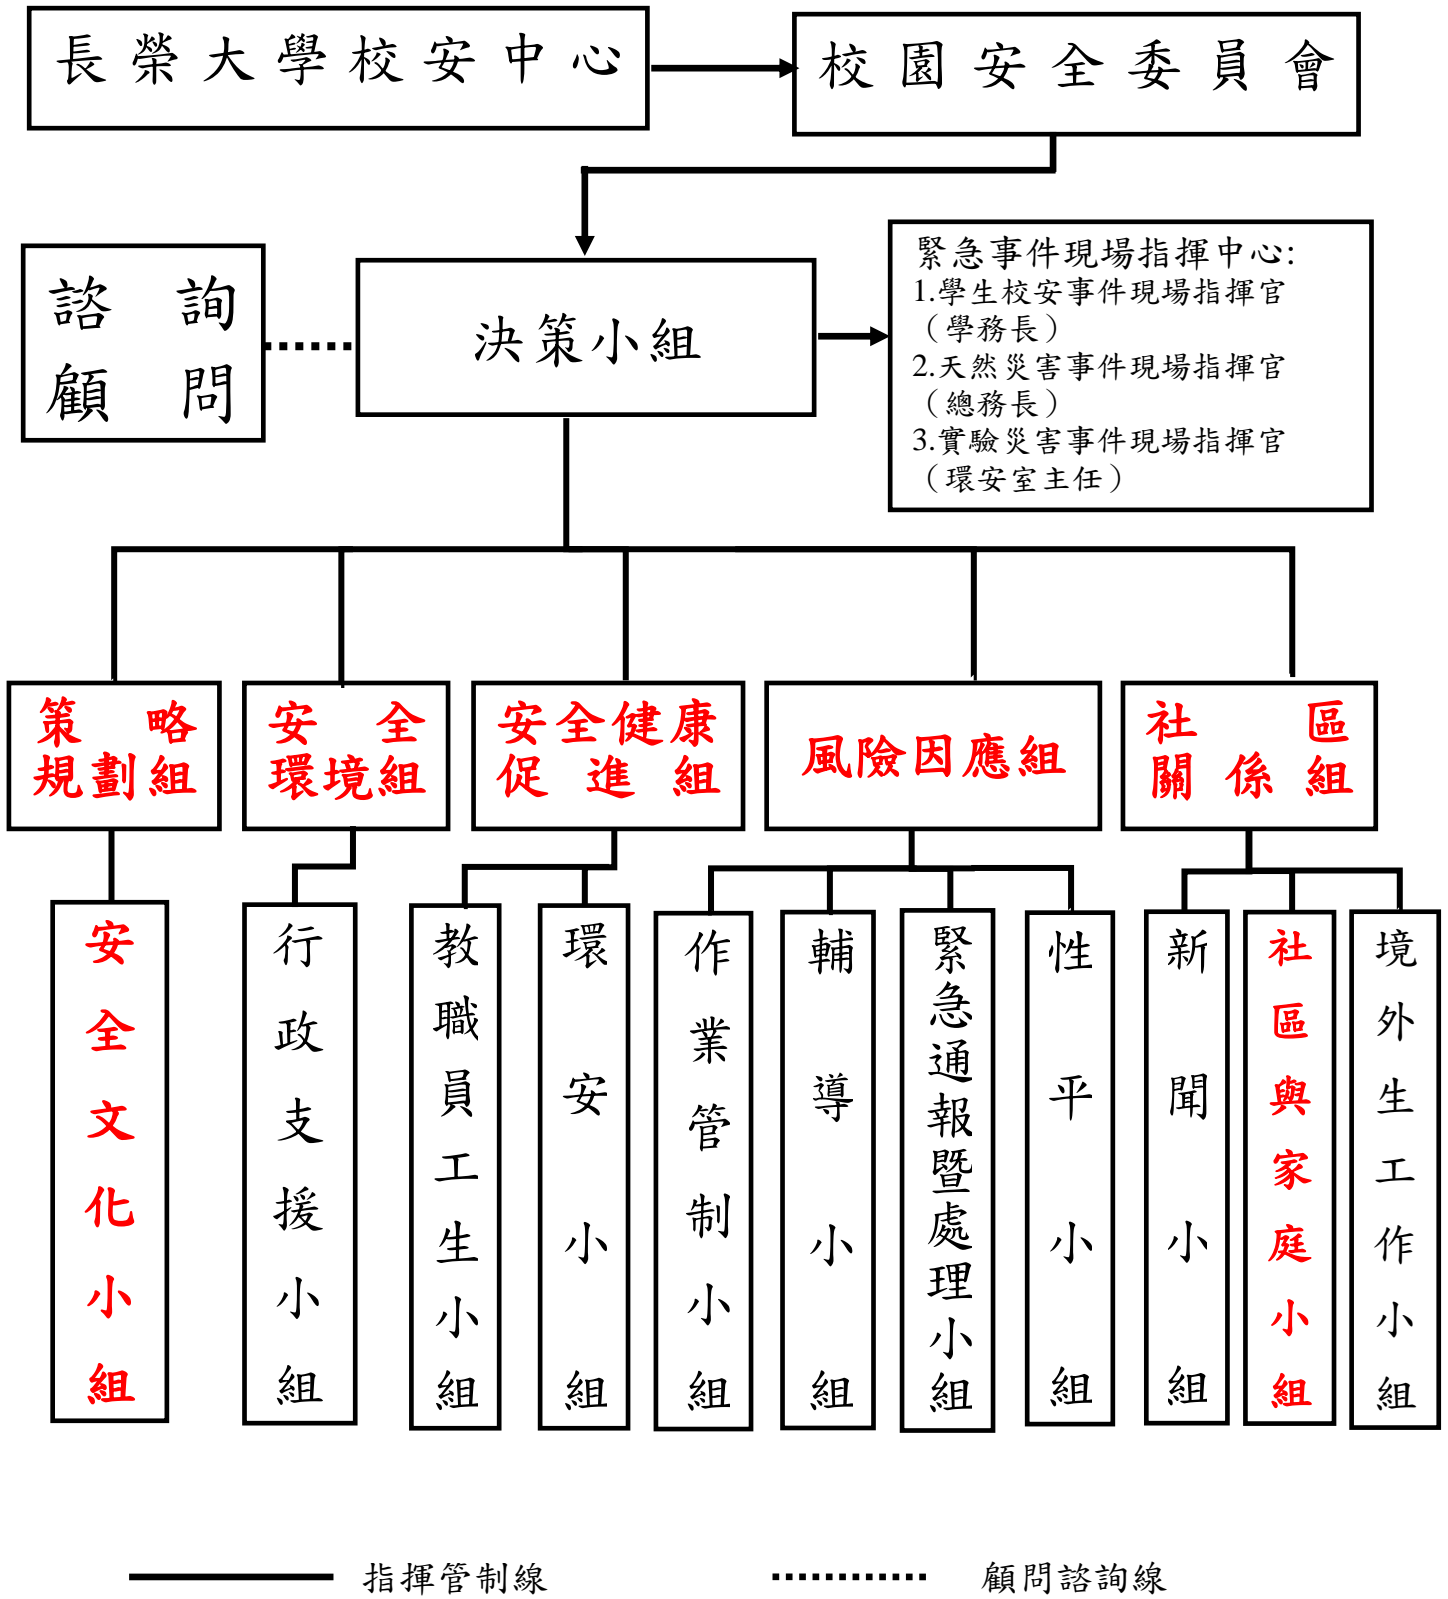 長榮大學校安中心
校園安全委員會
諮詢
顧問
決策小組
緊急事件現場指揮中心:
1.學生校安事件現場指揮官
（學務長）
2.天然災害事件現場指揮官
（總務長）
3.實驗災害事件現場指揮官
（環安室主任）
策略
規劃組
安全
環境組
安全健康
促進組
風險因應組
社區
關係組
安全文化小組
行政支援小組
教職員工生小組
環安小組
作業管制小組
輔導小組
緊急通報暨處理小組
性平小組
新聞小組
社區與家庭小組
境外生工作小組
指揮管制線
顧問諮詢線